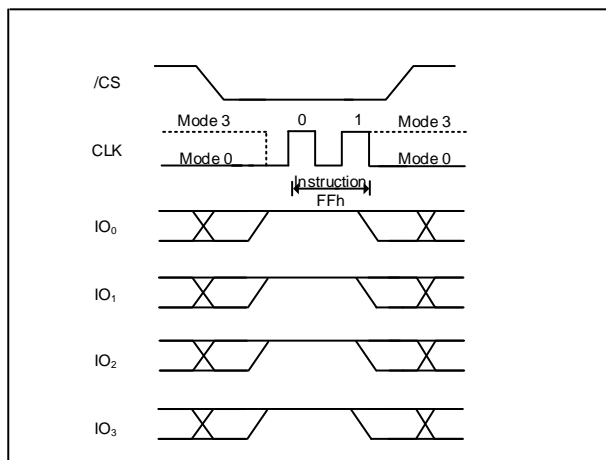 /CS
Mode 3 0 1 Mode 3
CLK
Mode 0 Mode 0
Instruction
FFh
IO₀
IO₁
IO₂
IO₃